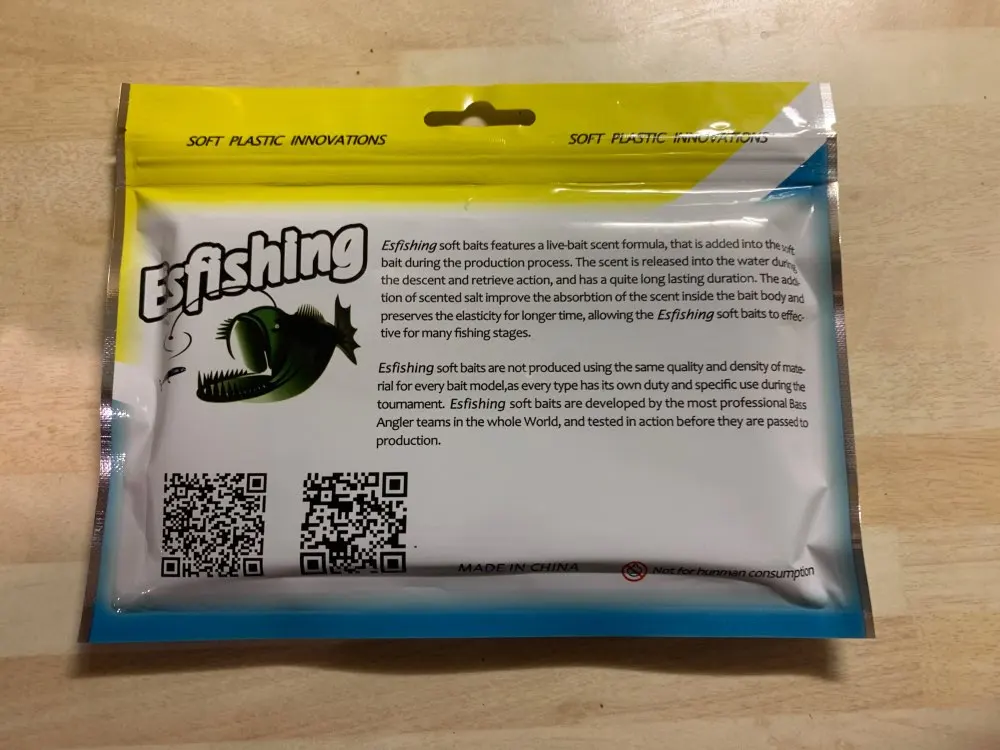 SOFT PLASTIC INNOVATIONS
SOFT PLASTIC INNOVATIONS
Esfishing
Esfishing soft baits features a live-bait scent formula, that is added into the soft
bait during the production process. The scent is released into the water during
the descent and retrieve action, and has a quite long lasting duration. The addi-
tion of scented salt improve the absorbtion of the scent inside the bait body and
preserves the elasticity for longer time, allowing the Esfishing soft baits to effec-
tive for many fishing stages.
Esfishing soft baits are not produced using the same quality and density of mate-
rial for every bait model,as every type has its own duty and specific use during the
tournament. Esfishing soft baits are developed by the most professional Bass
Angler teams in the whole World, and tested in action before they are passed to
production.
MADE IN CHINA
Not for hunman consumption